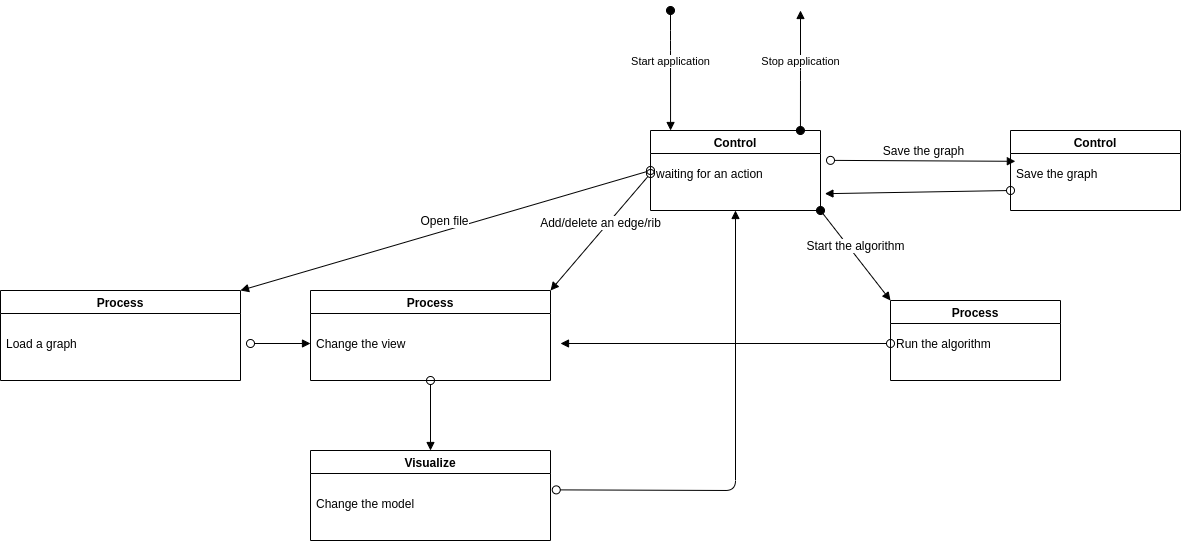 Start application
Stop application
Control
waiting for an action
Save the graph
Control
Save the graph
Open file
Add/delete an edge/rib
Start the algorithm
Process
Load a graph
Process
Change the view
Process
Run the algorithm
Visualize
Change the model